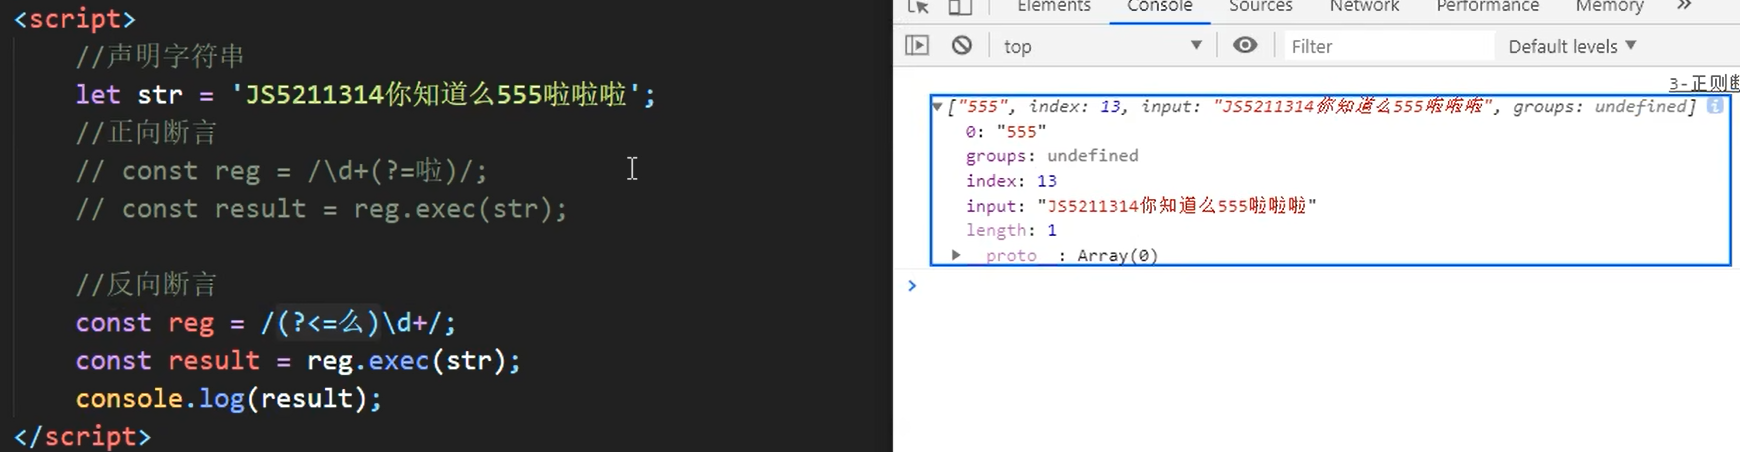 <script>
//声明字符串
let str = 'JS5211314你知道么555啦啦啦';
//正向断言
// const reg = /\d+(?=啦)/;
// const result = reg.exec(str);
//反向断言
const reg = /(?<=么)\d+/;
const result = reg.exec(str);
console.log(result);
</script>
Elements Console Sources Network Performance Memory »
top Filter Default levels
3-正则断
["555", index: 13, input: "JS5211314你知道么555啦啦啦", groups: undefined]
0: "555"
groups: undefined
index: 13
input: "JS5211314你知道么555啦啦啦"
length: 1
proto : Array(0)
>